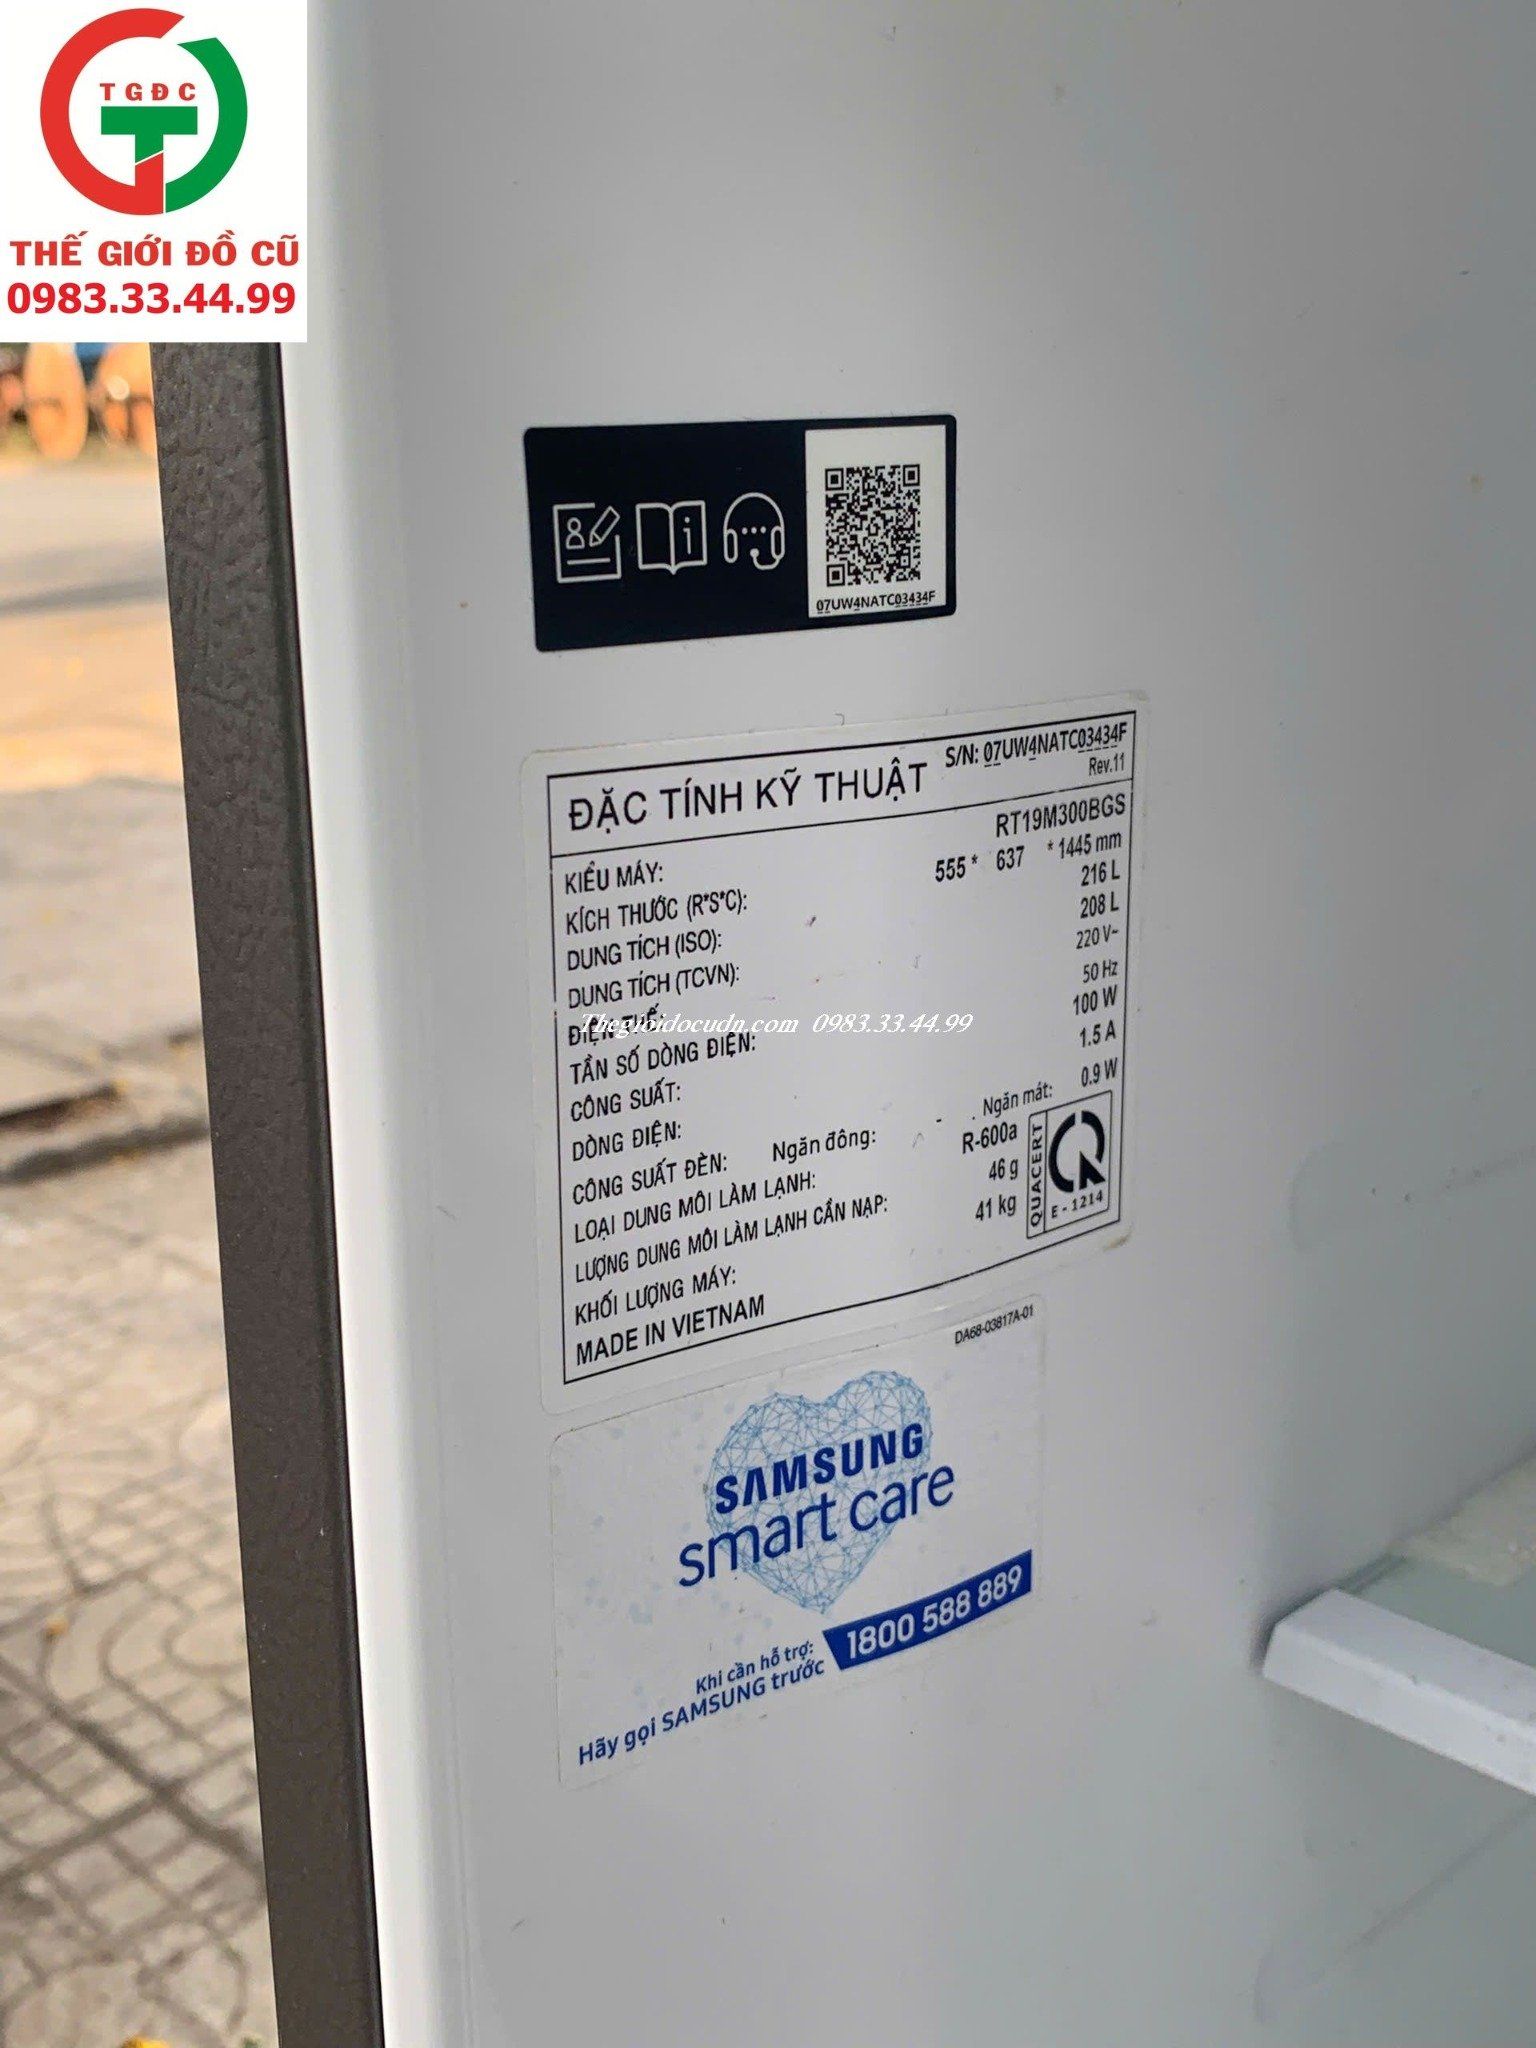 TGĐC
THẾ GIỚI ĐỒ CŨ
0983.33.44.99
07UW4NATC03434F
ĐẶC TÍNH KỸ THUẬT
S/N: 07UW4NATC03434F
Rev.11
KIỂU MÁY: RT19M300BGS
KÍCH THƯỚC (R*S*C): 555 * 637 * 1445 mm
DUNG TÍCH (ISO): 216 L
DUNG TÍCH (TCVN): 208 L
ĐIỆN THẾ: 220 V~
TẦN SỐ DÒNG ĐIỆN: 50 Hz
CÔNG SUẤT: 100 W
DÒNG ĐIỆN: 1.5 A
CÔNG SUẤT ĐÈN: Ngăn đông: - Ngăn mát: 0.9 W
LOẠI DUNG MÔI LÀM LẠNH: R-600a
LƯỢNG DUNG MÔI LÀM LẠNH CẦN NẠP: 46 g
KHỐI LƯỢNG MÁY: 41 kg
MADE IN VIETNAM
QUACERT
E - 1214
Thegioidocudn.com 0983.33.44.99
DA68-03817A-01
SAMSUNG
smart care
Khi cần hỗ trợ:
Hãy gọi SAMSUNG trước
1800 588 889